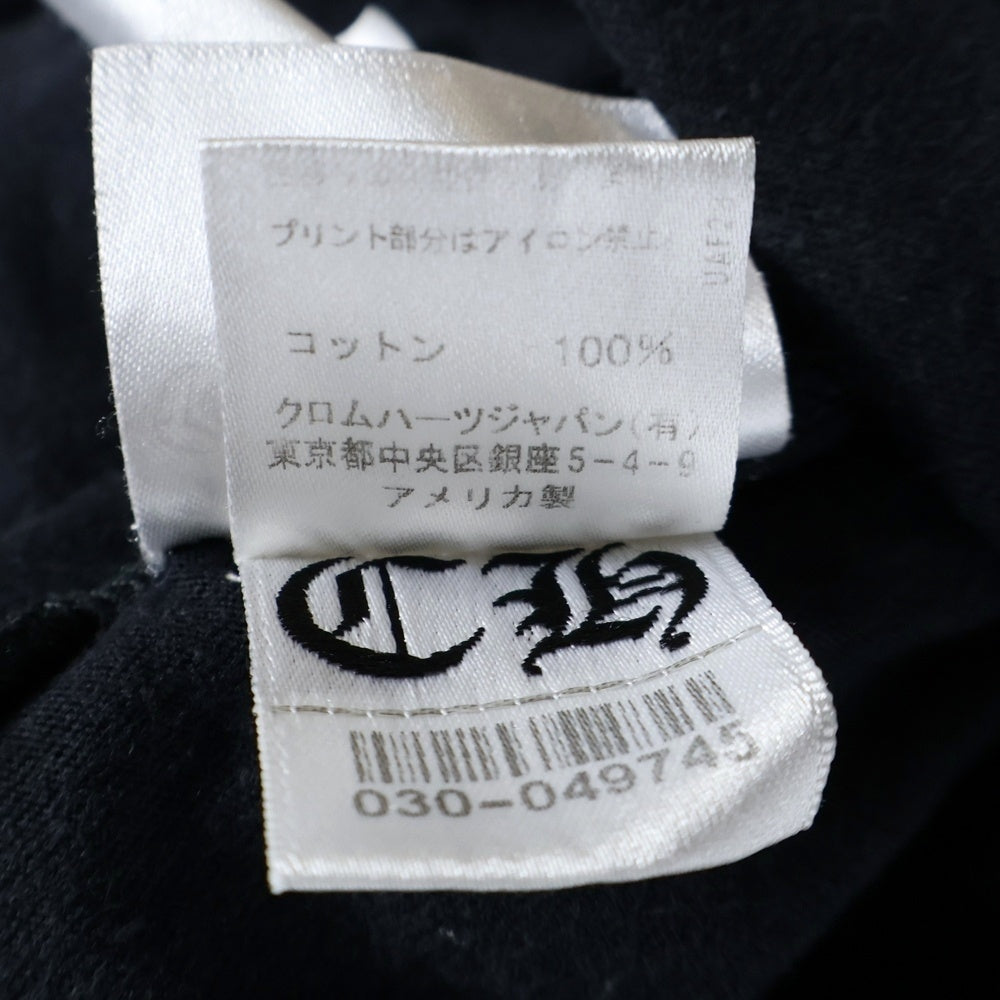 プリント部分はアイロン禁止
コットン 100%
クロムハーツジャパン(有)
東京都中央区銀座5-4-9
アメリカ製
CH
030-049745